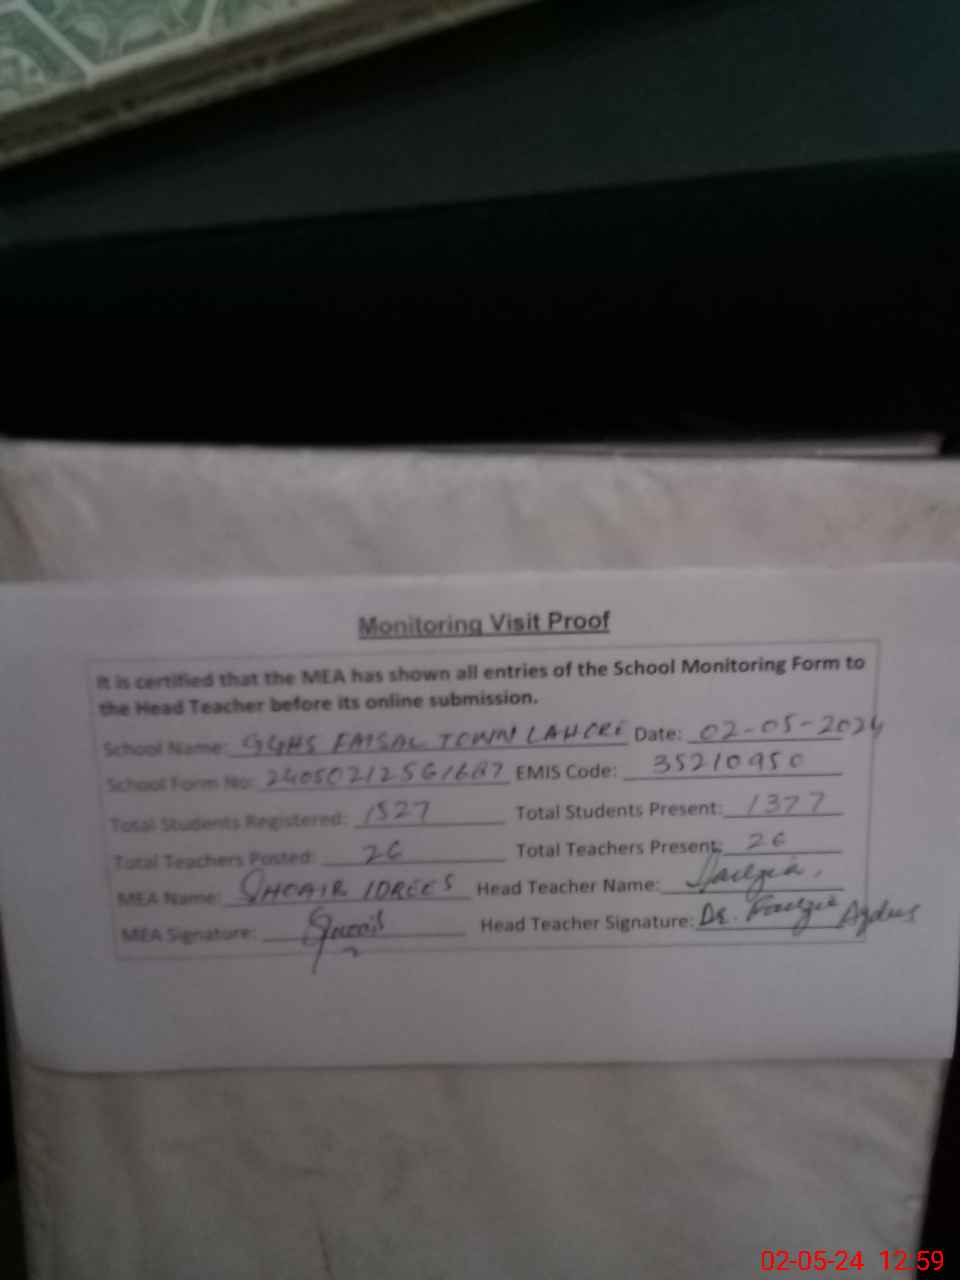 Monitoring Visit Proof
It is certified that the MEA has shown all entries of the School Monitoring Form to
the Head Teacher before its online submission.
School Name: GGHS FAISAL TOWN LAHORE Date: 02-05-2024
School Form No: EMIS Code: 35210950
Total Students Registered: 1527 Total Students Present: 1377
Total Teachers Posted: 26 Total Teachers Present: 26
MEA Name: SHOAIB IDREES Head Teacher Name: Fauzia
MEA Signature: Head Teacher Signature: Dr. Fauzia
02-05-24 12.59